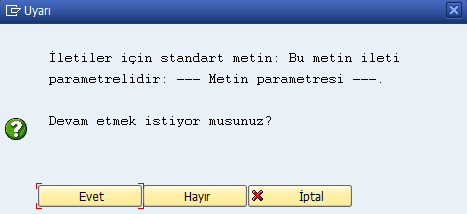 Uyarı
İletiler için standart metin: Bu metin ileti
parametrelidir: --- Metin parametresi ---.
Devam etmek istiyor musunuz?
Evet
Hayır
İptal